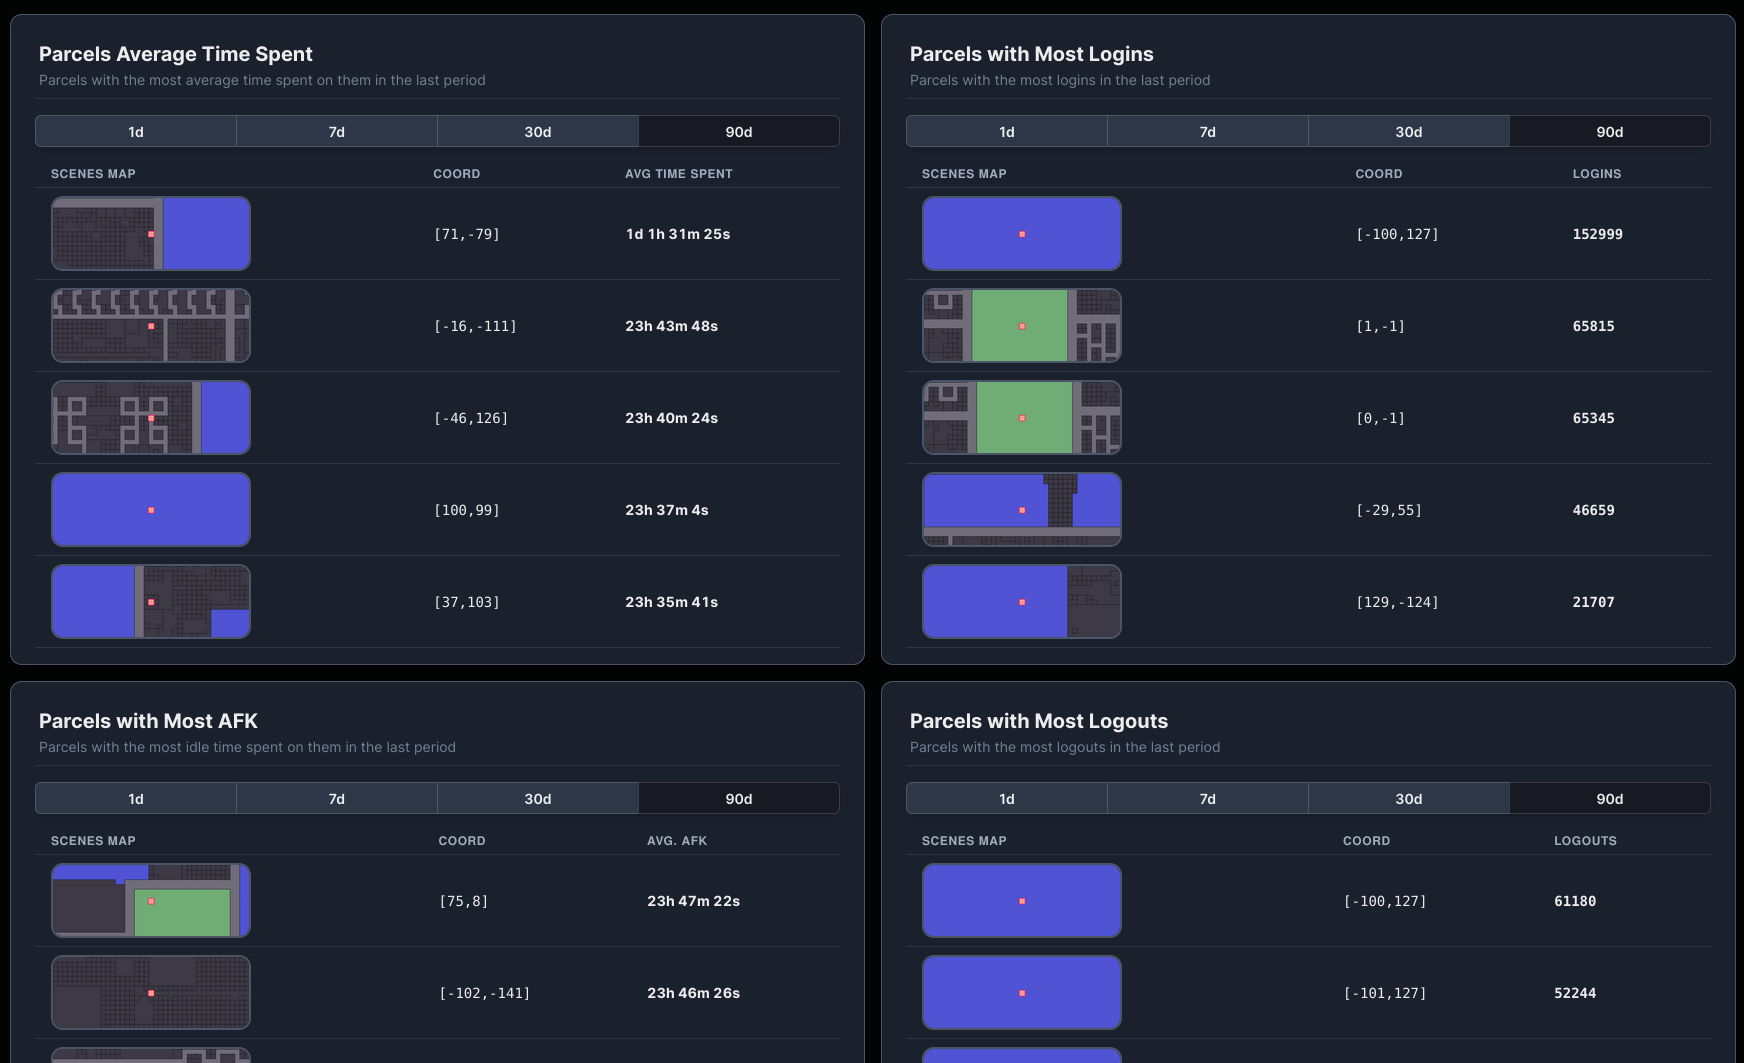 Parcels Average Time Spent
Parcels with the most average time spent on them in the last period
1d 7d 30d 90d
SCENES MAP COORD AVG TIME SPENT
[71,-79] 1d 1h 31m 25s
[-16,-111] 23h 43m 48s
[-46,126] 23h 40m 24s
[100,99] 23h 37m 4s
[37,103] 23h 35m 41s
Parcels with Most Logins
Parcels with the most logins in the last period
1d 7d 30d 90d
SCENES MAP COORD LOGINS
[-100,127] 152999
[1,-1] 65815
[0,-1] 65345
[-29,55] 46659
[129,-124] 21707
Parcels with Most AFK
Parcels with the most idle time spent on them in the last period
1d 7d 30d 90d
SCENES MAP COORD AVG. AFK
[75,8] 23h 47m 22s
[-102,-141] 23h 46m 26s
Parcels with Most Logouts
Parcels with the most logouts in the last period
1d 7d 30d 90d
SCENES MAP COORD LOGOUTS
[-100,127] 61180
[-101,127] 52244